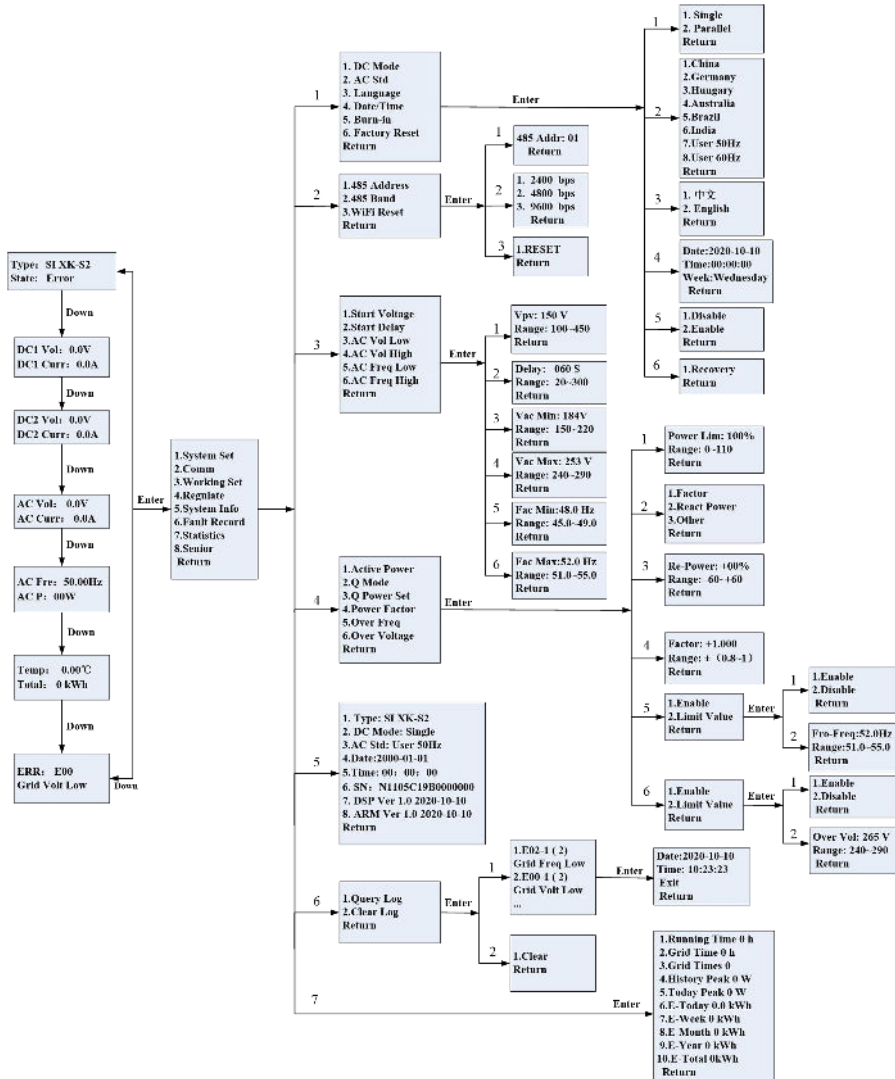 Type: SI XK-S2
State: Error
Down
DC1 Vol: 0.0V
DC1 Curr: 0.0A
Down
DC2 Vol: 0.0V
DC2 Curr: 0.0A
Down
AC Vol: 0.0V
AC Curr: 0.0A
Down
AC Fre: 50.00Hz
AC P: 00W
Down
Temp: 0.00℃
Total: 0 kWh
Down
ERR: E00
Grid Volt Low
Down
Enter
1.System Set
2.Comm
3.Working Set
4.Regulate
5.System Info
6.Fault Record
7.Statistics
8.Senior
Return
1
1. DC Mode
2. AC Std
3. Language
4. Date/Time
5. Burn-in
6. Factory Reset
Return
Enter
1
1. Single
2. Parallel
Return
2
1.China
2.Germany
3.Hungary
4.Australia
5.Brazil
6.India
7.User 50Hz
8.User 60Hz
Return
3
1. 中文
2. English
Return
4
Date:2020-10-10
Time:00:00:00
Week:Wednesday
Return
5
1.Disable
2.Enable
Return
6
1.Recovery
Return
2
1.485 Address
2.485 Band
3.WiFi Reset
Return
Enter
1
485 Addr: 01
Return
2
1. 2400 bps
2. 4800 bps
3. 9600 bps
Return
3
1.RESET
Return
3
1.Start Voltage
2.Start Delay
3.AC Vol Low
4.AC Vol High
5.AC Freq Low
6.AC Freq High
Return
Enter
1
Vpv: 150 V
Range: 100~450
Return
2
Delay: 060 S
Range: 20~300
Return
3
Vac Min: 184V
Range: 150~220
Return
4
Vac Max: 253 V
Range: 240~290
Return
5
Fac Min:48.0 Hz
Range: 45.0~49.0
Return
6
Fac Max:52.0 Hz
Range: 51.0~55.0
Return
4
1.Active Power
2.Q Mode
3.Q Power Set
4.Power Factor
5.Over Freq
6.Over Voltage
Return
Enter
1
Power Lim: 100%
Range: 0~110
Return
2
1.Factor
2.React Power
3.Other
Return
3
Re-Power: +00%
Range: -60~+60
Return
4
Factor: +1.000
Range: ±（0.8~1）
Return
5
1.Enable
2.Limit Value
Return
Enter
1
1.Enable
2.Disable
Return
2
Fro-Freq:52.0Hz
Range:51.0~55.0
Return
6
1.Enable
2.Limit Value
Return
Enter
1
1.Enable
2.Disable
Return
2
Over Vol: 265 V
Range: 240~290
Return
5
1. Type: SI XK-S2
2. DC Mode: Single
3.AC Std: User 50Hz
4.Date:2000-01-01
5.Time: 00: 00: 00
6. SN: N1105C19B0000000
7. DSP Ver 1.0 2020-10-10
8. ARM Ver 1.0 2020-10-10
Return
6
1.Query Log
2.Clear Log
Return
Enter
1
1.E02-1 ( 2)
Grid Freq Low
2.E00-1 ( 2)
Grid Volt Low
...
Enter
Date:2020-10-10
Time: 10:23:23
Exit
Return
2
1.Clear
Return
7
Enter
1.Running Time 0 h
2.Grid Time 0 h
3.Grid Times 0
4.History Peak 0 W
5.Today Peak 0 W
6.E-Today 0.0 kWh
7.E-Week 0 kWh
8.E-Month 0 kWh
9.E-Year 0 kWh
10.E-Total 0kWh
Return